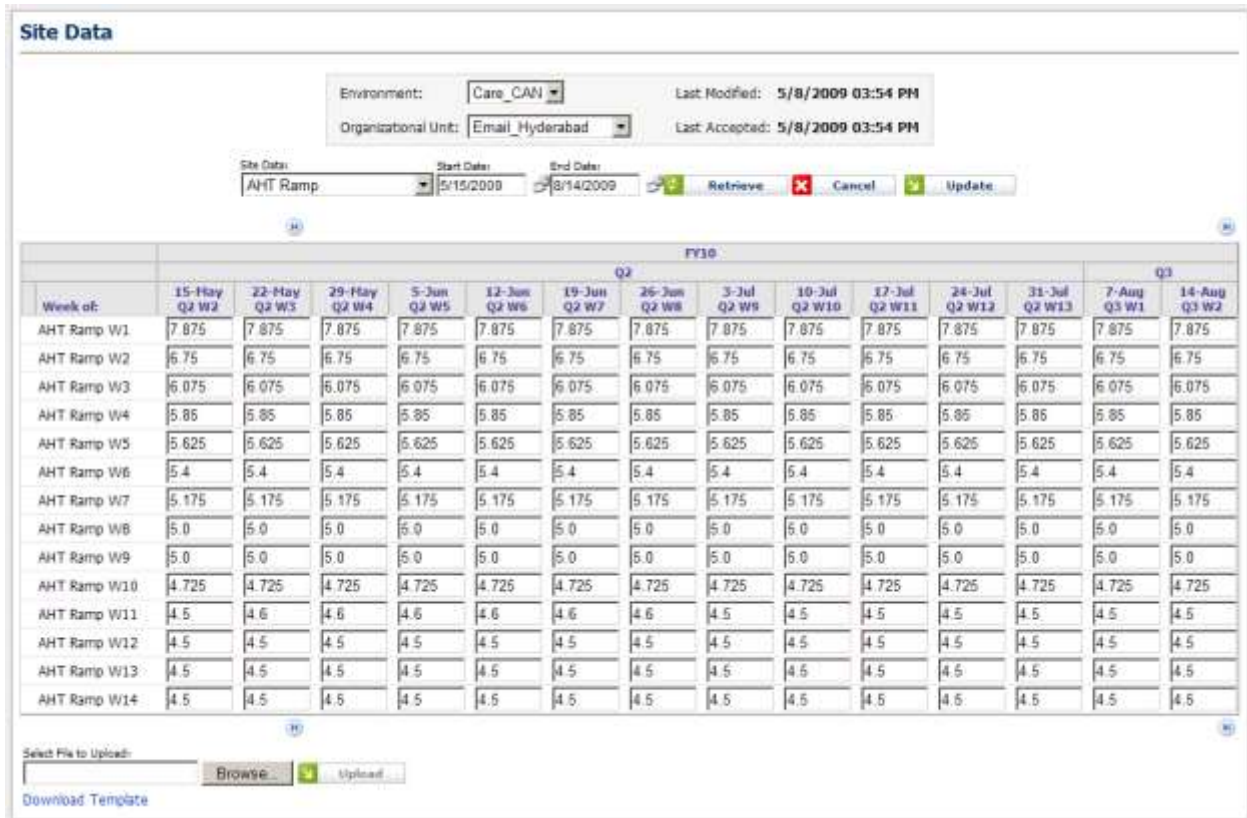 Site Data
Environment: Care_CAN Last Modified: 5/8/2009 03:54 PM
Organizational Unit: Email_Hyderabad Last Accepted: 5/8/2009 03:54 PM
Site Data: Start Date: End Date:
AHT Ramp 5/15/2009 8/14/2009 Retrieve Cancel Update
FY10
Q2 Q3
Week of: 15-May 22-May 29-May 5-Jun 12-Jun 19-Jun 26-Jun 3-Jul 10-Jul 17-Jul 24-Jul 31-Jul 7-Aug 14-Aug
Q2 W2 Q2 W3 Q2 W4 Q2 W5 Q2 W6 Q2 W7 Q2 W8 Q2 W9 Q2 W10 Q2 W11 Q2 W12 Q2 W13 Q3 W1 Q3 W2
AHT Ramp W1 7.875 7.875 7.875 7.875 7.875 7.875 7.875 7.875 7.875 7.875 7.875 7.875 7.875 7.875
AHT Ramp W2 6.75 6.75 6.75 6.75 6.75 6.75 6.75 6.75 6.75 6.75 6.75 6.75 6.75 6.75
AHT Ramp W3 6.075 6.075 6.075 6.075 6.075 6.075 6.075 6.075 6.075 6.075 6.075 6.075 6.075 6.075
AHT Ramp W4 5.85 5.85 5.85 5.85 5.85 5.85 5.85 5.85 5.85 5.85 5.85 5.85 5.85 5.85
AHT Ramp W5 5.625 5.625 5.625 5.625 5.625 5.625 5.625 5.625 5.625 5.625 5.625 5.625 5.625 5.625
AHT Ramp W6 5.4 5.4 5.4 5.4 5.4 5.4 5.4 5.4 5.4 5.4 5.4 5.4 5.4 5.4
AHT Ramp W7 5.175 5.175 5.175 5.175 5.175 5.175 5.175 5.175 5.175 5.175 5.175 5.175 5.175 5.175
AHT Ramp W8 5.0 5.0 5.0 5.0 5.0 5.0 5.0 5.0 5.0 5.0 5.0 5.0 5.0 5.0
AHT Ramp W9 5.0 5.0 5.0 5.0 5.0 5.0 5.0 5.0 5.0 5.0 5.0 5.0 5.0 5.0
AHT Ramp W10 4.725 4.725 4.725 4.725 4.725 4.725 4.725 4.725 4.725 4.725 4.725 4.725 4.725 4.725
AHT Ramp W11 4.5 4.6 4.6 4.6 4.6 4.5 4.5 4.5 4.5 4.5 4.5 4.5 4.5 4.5
AHT Ramp W12 4.5 4.5 4.5 4.5 4.5 4.5 4.5 4.5 4.5 4.5 4.5 4.5 4.5 4.5
AHT Ramp W13 4.5 4.5 4.5 4.5 4.5 4.5 4.5 4.5 4.5 4.5 4.5 4.5 4.5 4.5
AHT Ramp W14 4.5 4.5 4.5 4.5 4.5 4.5 4.5 4.5 4.5 4.5 4.5 4.5 4.5 4.5
Select File to Upload:
Browse... Upload
Download Template